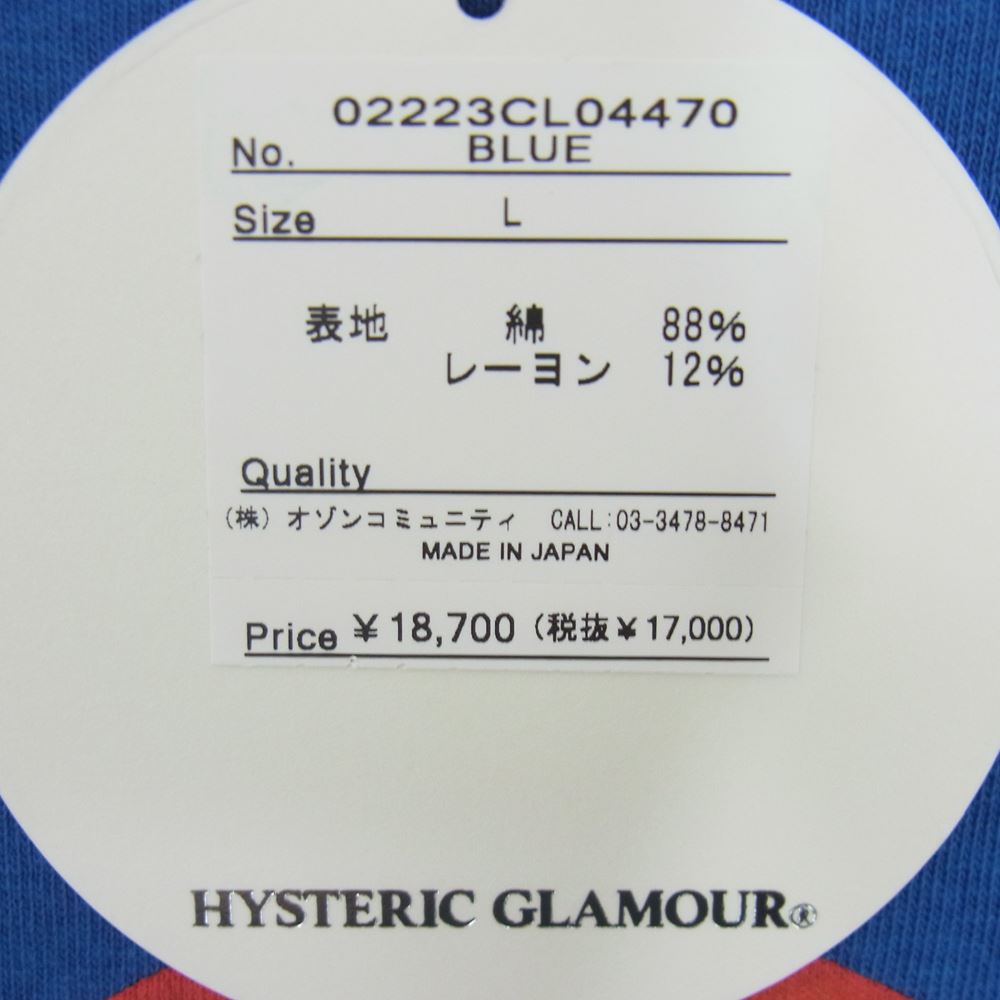 02223CL04470
No. BLUE
Size L
表地 綿 88%
レーヨン 12%
Quality
(株) オゾンコミュニティ CALL:03-3478-8471
MADE IN JAPAN
Price ¥18,700 (税抜¥17,000)
HYSTERIC GLAMOUR®